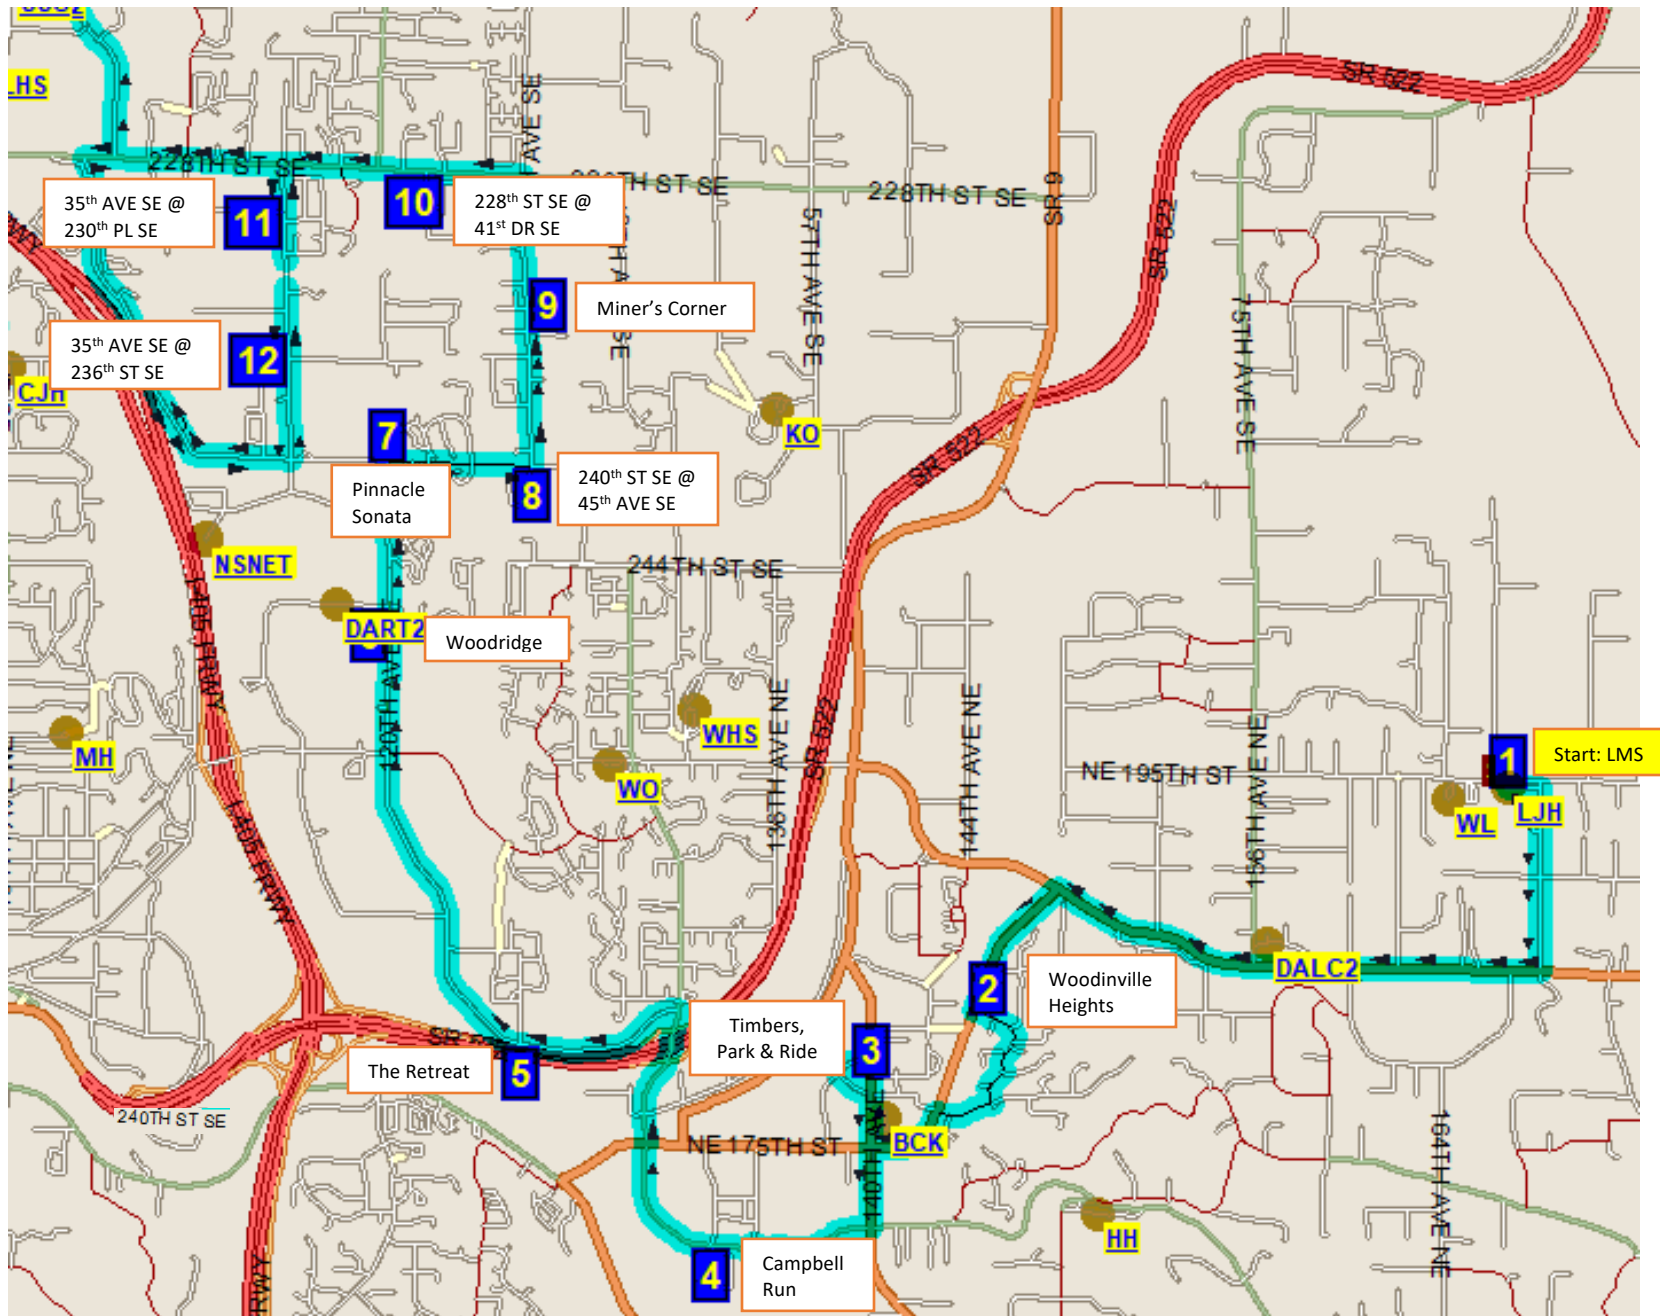 LHS
228TH ST SE
AVE SE
228TH ST SE
SR 9
SR 522
SR 522
35th AVE SE @
230th PL SE
11
10
228th ST SE @
41st DR SE
57TH AVE SE
75TH AVE SE
9
Miner's Corner
35th AVE SE @
236th ST SE
12
CJH
7
KO
SR 522
Pinnacle
Sonata
8
240th ST SE @
45th AVE SE
NSNET
244TH ST SE
I-405 FRWY
DART2
Woodridge
120TH AVE
WHS
MH
WO
136TH AVE NE
SR 522
144TH AVE NE
NE 195TH ST
156TH AVE NE
1
Start: LMS
WL
LJH
I-405 FRWY
2
Woodinville
Heights
DALC2
Timbers,
Park & Ride
3
The Retreat
5
240TH ST SE
NE 175TH ST
140TH AVE
BCK
164TH AVE NE
HH
4
Campbell
Run
FRWY